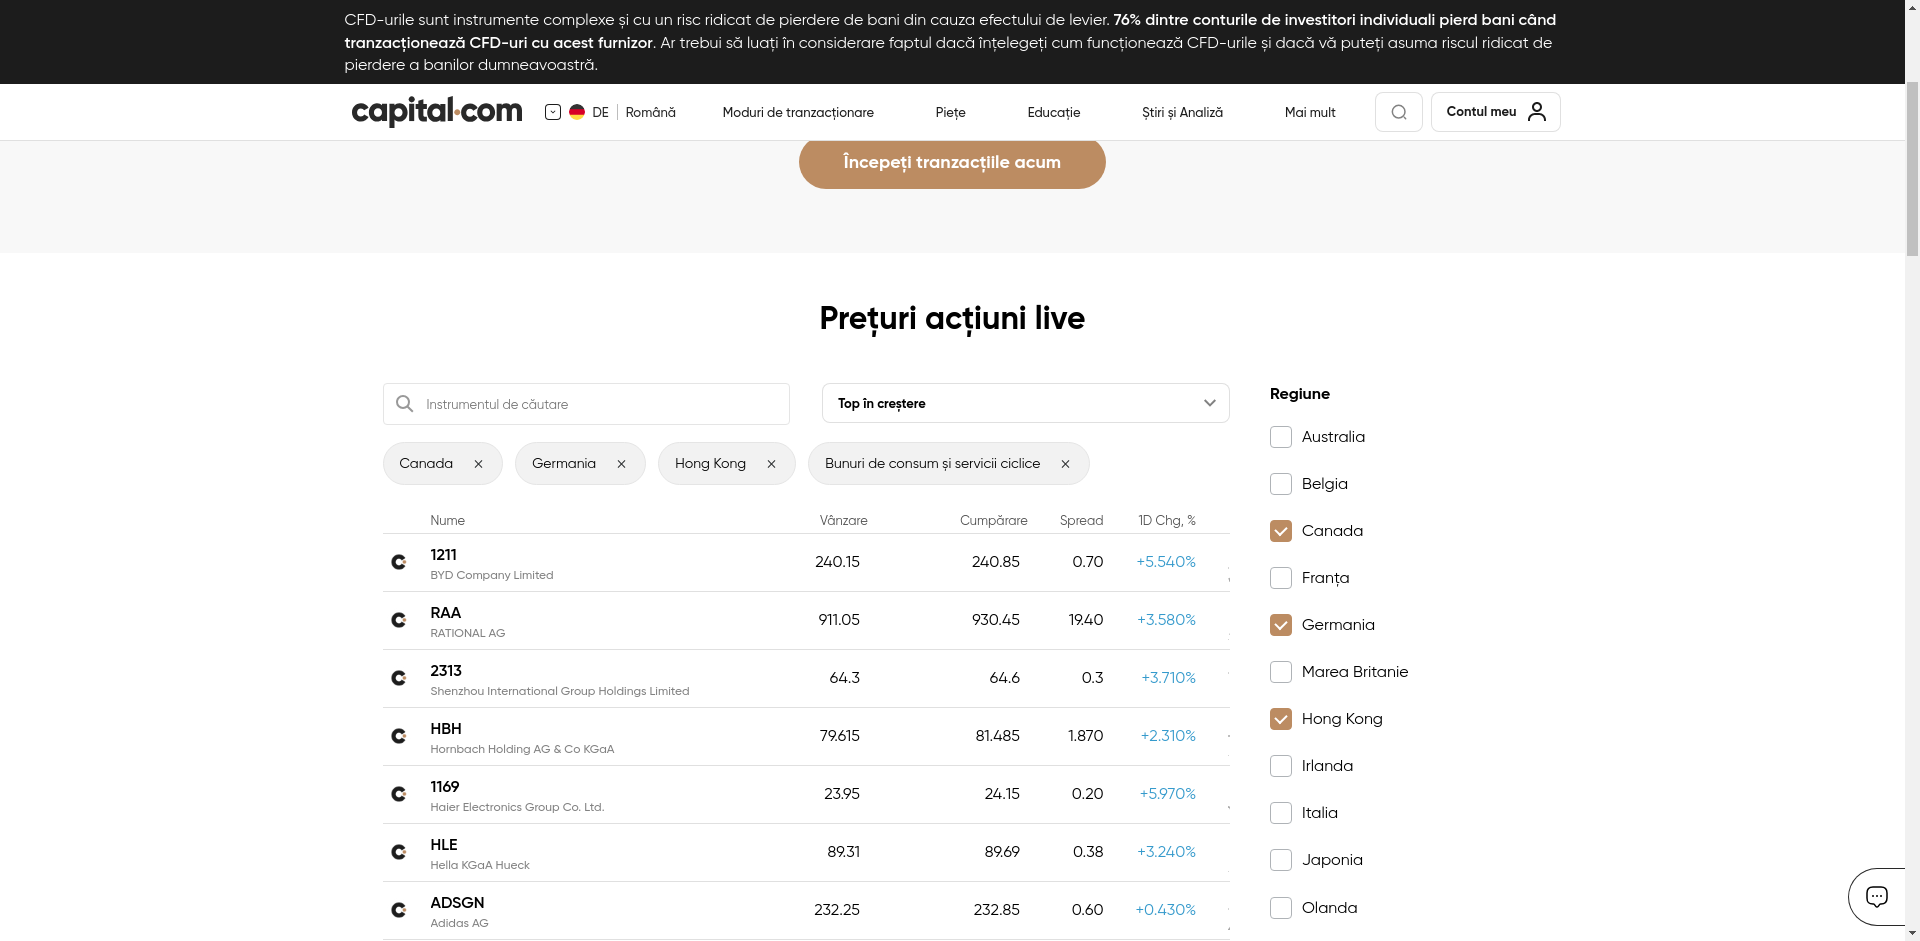 CFD-urile sunt instrumente complexe și cu un risc ridicat de pierdere de bani din cauza efectului de levier. 76% dintre conturile de investitori individuali pierd bani când
tranzacționează CFD-uri cu acest furnizor. Ar trebui să luați în considerare faptul dacă înțelegeți cum funcționează CFD-urile și dacă vă puteți asuma riscul ridicat de
pierdere a banilor dumneavoastră.
capital.com DE Română Moduri de tranzacționare Piețe Educație Știri și Analiză Mai mult Contul meu
Începeți tranzacțiile acum
Prețuri acțiuni live
Instrumentul de căutare
Top în creștere
Canada Germania Hong Kong Bunuri de consum și servicii ciclice
Nume Vânzare Cumpărare Spread 1D Chg, %
1211 240.15 240.85 0.70 +5.540%
BYD Company Limited
RAA 911.05 930.45 19.40 +3.580%
RATIONAL AG
2313 64.3 64.6 0.3 +3.710%
Shenzhou International Group Holdings Limited
HBH 79.615 81.485 1.870 +2.310%
Hornbach Holding AG & Co KGaA
1169 23.95 24.15 0.20 +5.970%
Haier Electronics Group Co. Ltd.
HLE 89.31 89.69 0.38 +3.240%
Hella KGaA Hueck
ADSGN 232.25 232.85 0.60 +0.430%
Adidas AG
Regiune
Australia
Belgia
Canada
Franța
Germania
Marea Britanie
Hong Kong
Irlanda
Italia
Japonia
Olanda